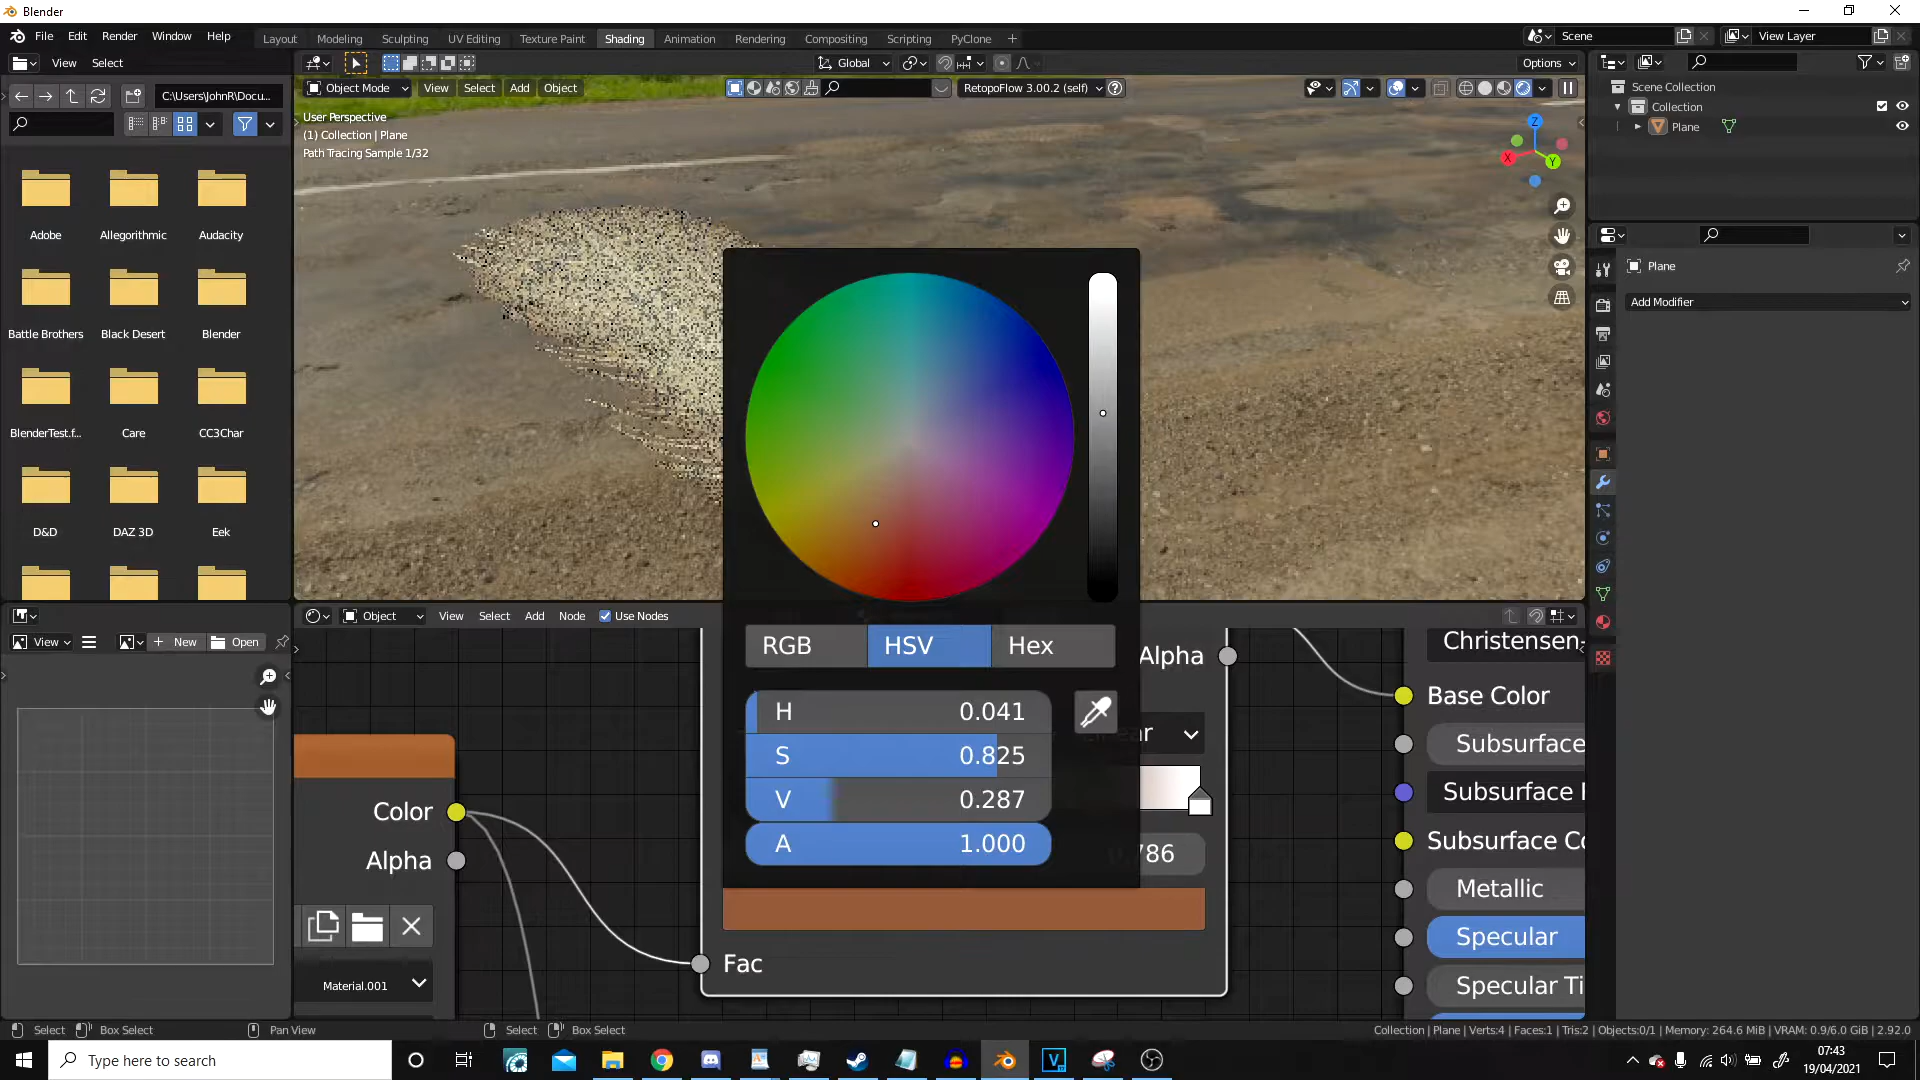 Blender
File Edit Render Window Help
Layout Modeling Sculpting UV Editing Texture Paint Shading Animation Rendering Compositing Scripting PyClone
Scene
View Layer
View Select
Global
Options
C:\Users\JohnR\Docu...
Object Mode View Select Add Object
RetopoFlow 3.00.2 (self)
User Perspective
(1) Collection | Plane
Path Tracing Sample 1/32
Z
X
Y
Scene Collection
Collection
Plane
Plane
Add Modifier
Adobe
Allegorithmic
Audacity
Battle Brothers
Black Desert
Blender
BlenderTest.f...
Care
CC3Char
D&D
DAZ 3D
Eek
View
New
Open
Object View Select Add Node Use Nodes
RGB HSV Hex
H 0.041
S 0.825
V 0.287
A 1.000
Alpha
Color
Alpha
Material.001
Fac
Christensen-
Base Color
Subsurface
Subsurface
Subsurface Co
Metallic
Specular
Specular Ti
Select Box Select Pan View Select Box Select
Collection | Plane | Verts:4 | Faces:1 | Tris:2 | Objects:0/1 | Memory: 264.6 MiB | VRAM: 0.9/6.0 GiB | 2.92.0
Type here to search
07:43
19/04/2021